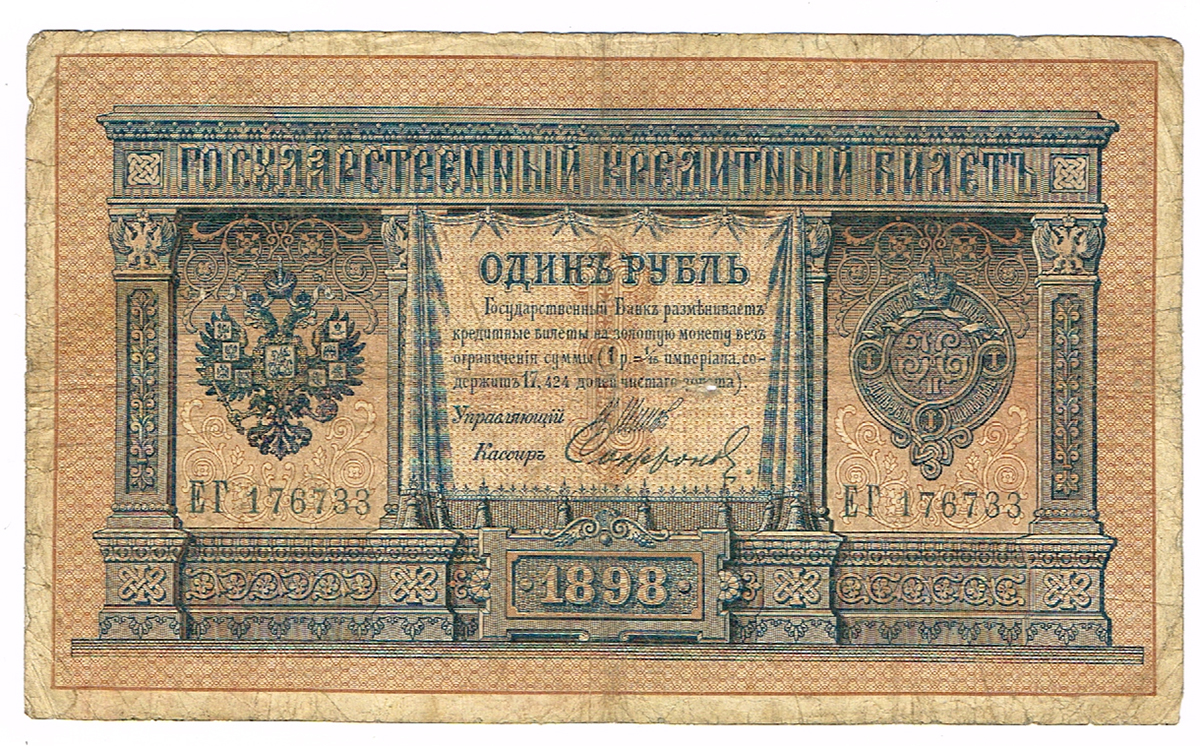 ГОСУДАРСТВЕННЫЙ КРЕДИТНЫЙ БИЛЕТЪ
ОДИНЪ РУБЛЬ
Государственный Банкъ размѣниваетъ
кредитные билеты на золотую монету безъ
ограниченія суммы (1 р. = 1/15 имперіала, со-
держитъ 17,424 долей чистаго золота).
Управляющій
Кассиръ
ЕГ 176733
ЕГ 176733
1898